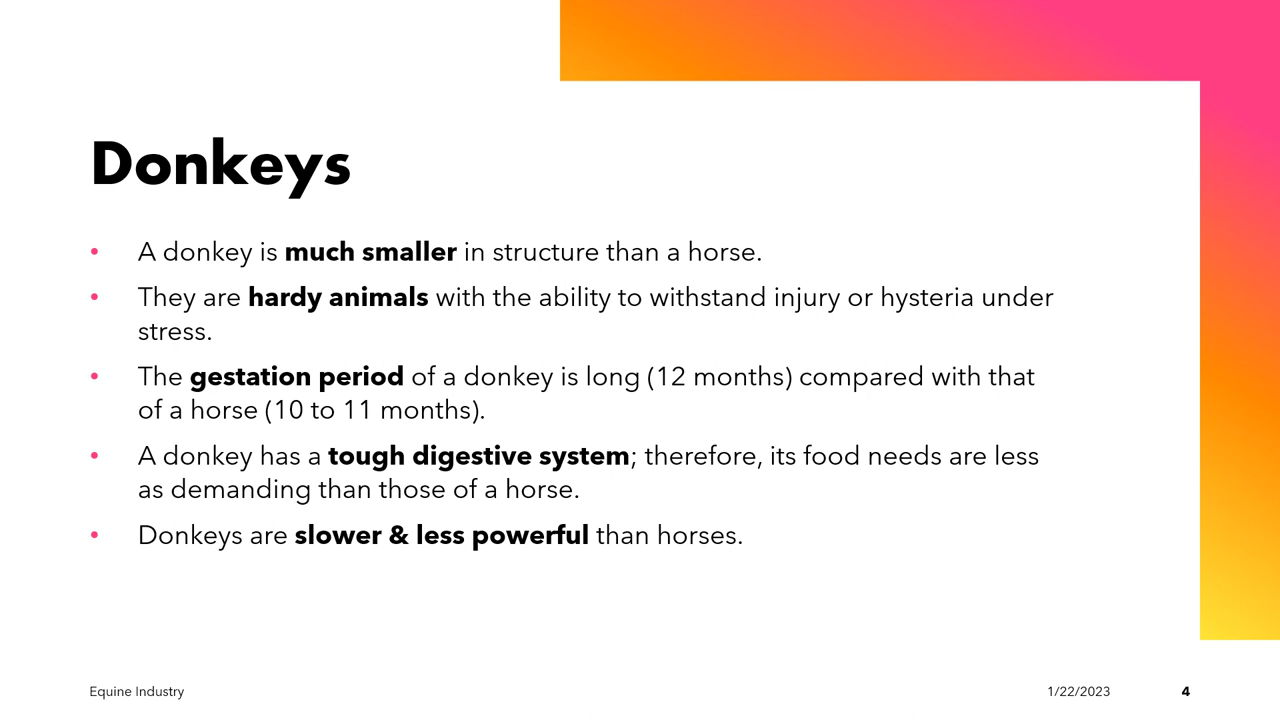 Donkeys
• A donkey is much smaller in structure than a horse.
• They are hardy animals with the ability to withstand injury or hysteria under
stress.
• The gestation period of a donkey is long (12 months) compared with that
of a horse (10 to 11 months).
• A donkey has a tough digestive system; therefore, its food needs are less
as demanding than those of a horse.
• Donkeys are slower & less powerful than horses.
Equine Industry
1/22/2023
4